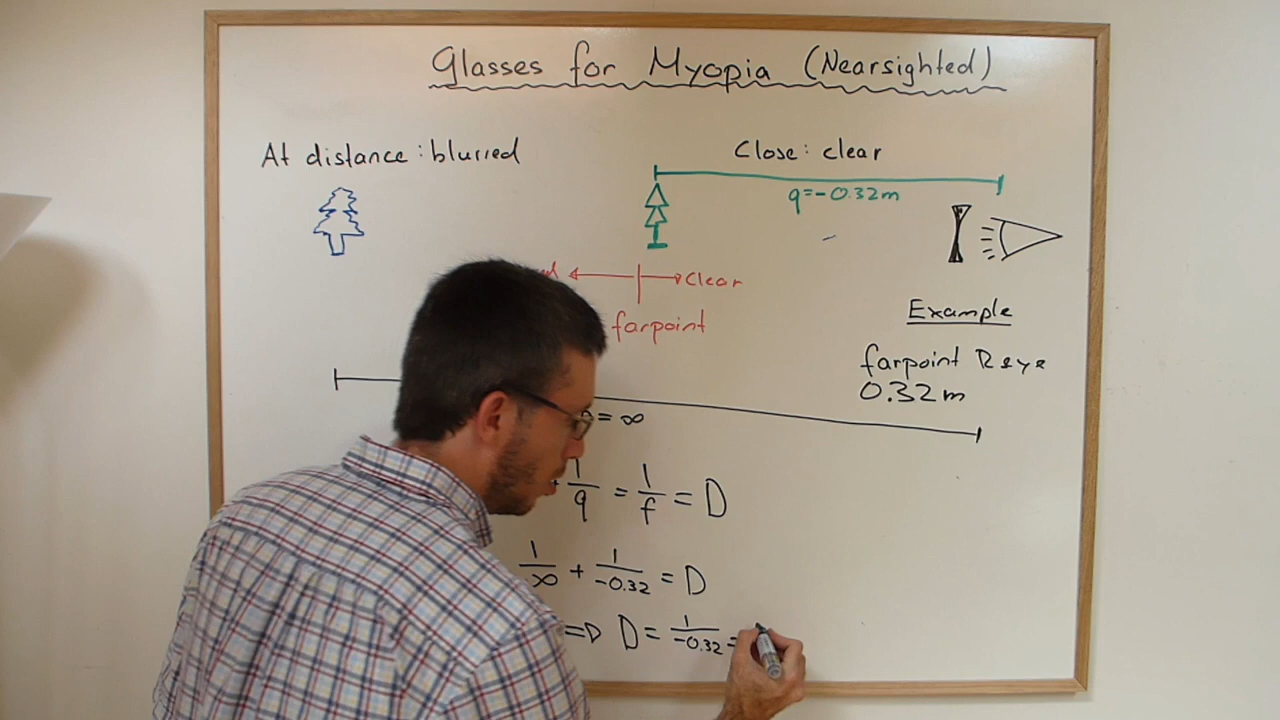 Glasses for Myopia (Nearsighted)
At distance: blurred
Close: clear
q=-0.32m
Clear
farpoint
Example
farpoint Reye
0.32m
= ∞
+ 1/q = 1/f = D
1/∞ + 1/-0.32 = D
=> D = 1/-0.32 =